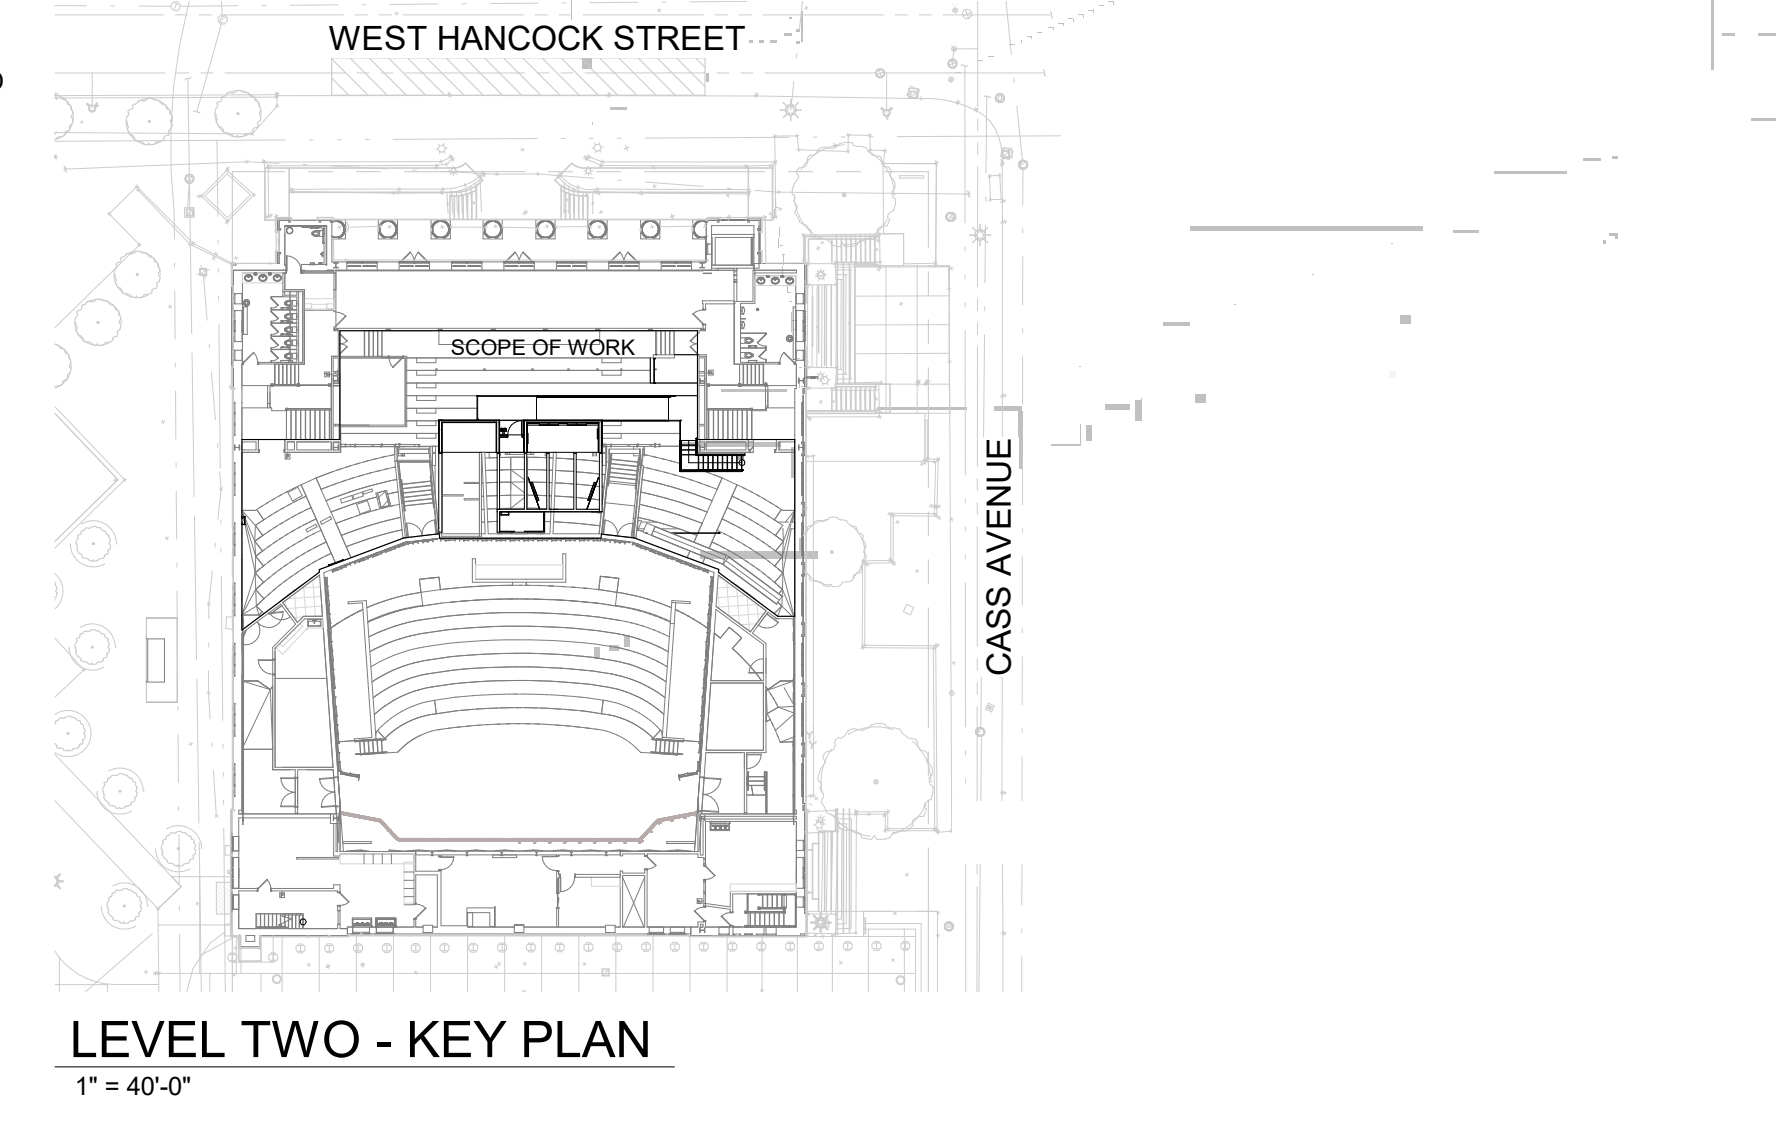 WEST HANCOCK STREET
SCOPE OF WORK
CASS AVENUE
LEVEL TWO - KEY PLAN
1" = 40'-0"